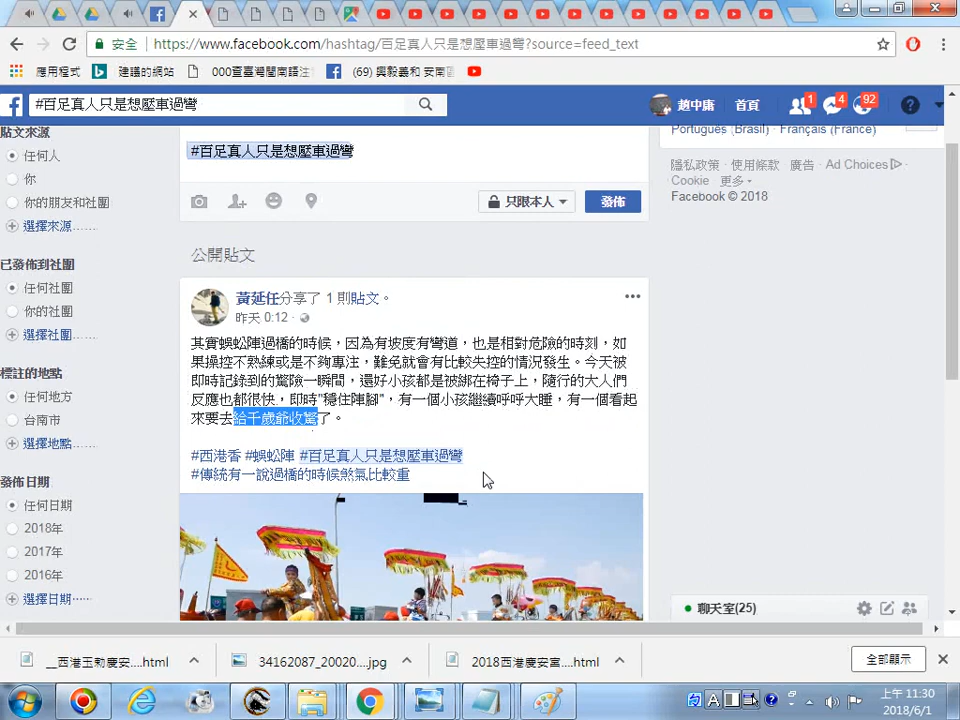 安全 https://www.facebook.com/hashtag/百足真人只是想壓車過彎?source=feed_text
應用程式 建議的網站 000查臺灣閩南語注 (69) 興毅義和 安南區
#百足真人只是想壓車過彎 趙中庸 首頁 1 4 92 ?
貼文來源
任何人
你
你的朋友和社團
選擇來源......
已發佈到社團
任何社團
你的社團
選擇社團......
標註的地點
任何地方
台南市
選擇地點......
發佈日期
任何日期
2018年
2017年
2016年
選擇日期......
#百足真人只是想壓車過彎
只限本人 發佈
公開貼文
黃延任分享了 1 則貼文。
昨天 0:12 ·
其實蜈蚣陣過橋的時候，因為有坡度有彎道，也是相對危險的時刻，如
果操控不熟練或是不夠專注，難免就會有比較失控的情況發生。今天被
即時記錄到的驚險一瞬間，還好小孩都是被綁在椅子上，隨行的大人們
反應也都很快，即時"穩住陣腳"，有一個小孩繼續呼呼大睡，有一個看起
來要去給千歲爺收驚了。
#西港香 #蜈蚣陣 #百足真人只是想壓車過彎
#傳統有一說過橋的時候煞氣比較重
Português (Brasil) · Français (France)
隱私政策 · 使用條款 · 廣告 · Ad Choices
Cookie · 更多
Facebook © 2018
聊天室(25)
__西港玉勅慶安....html 34162087_20020....jpg 2018西港慶安宮....html 全部顯示
A
上午 11:30
2018/6/1